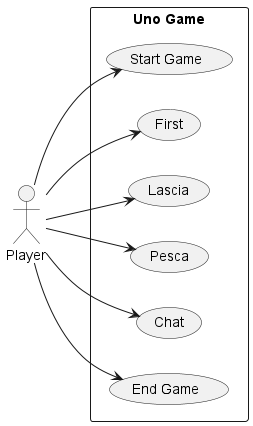 Uno Game
Start Game
First
Lascia
Pesca
Player
Chat
End Game